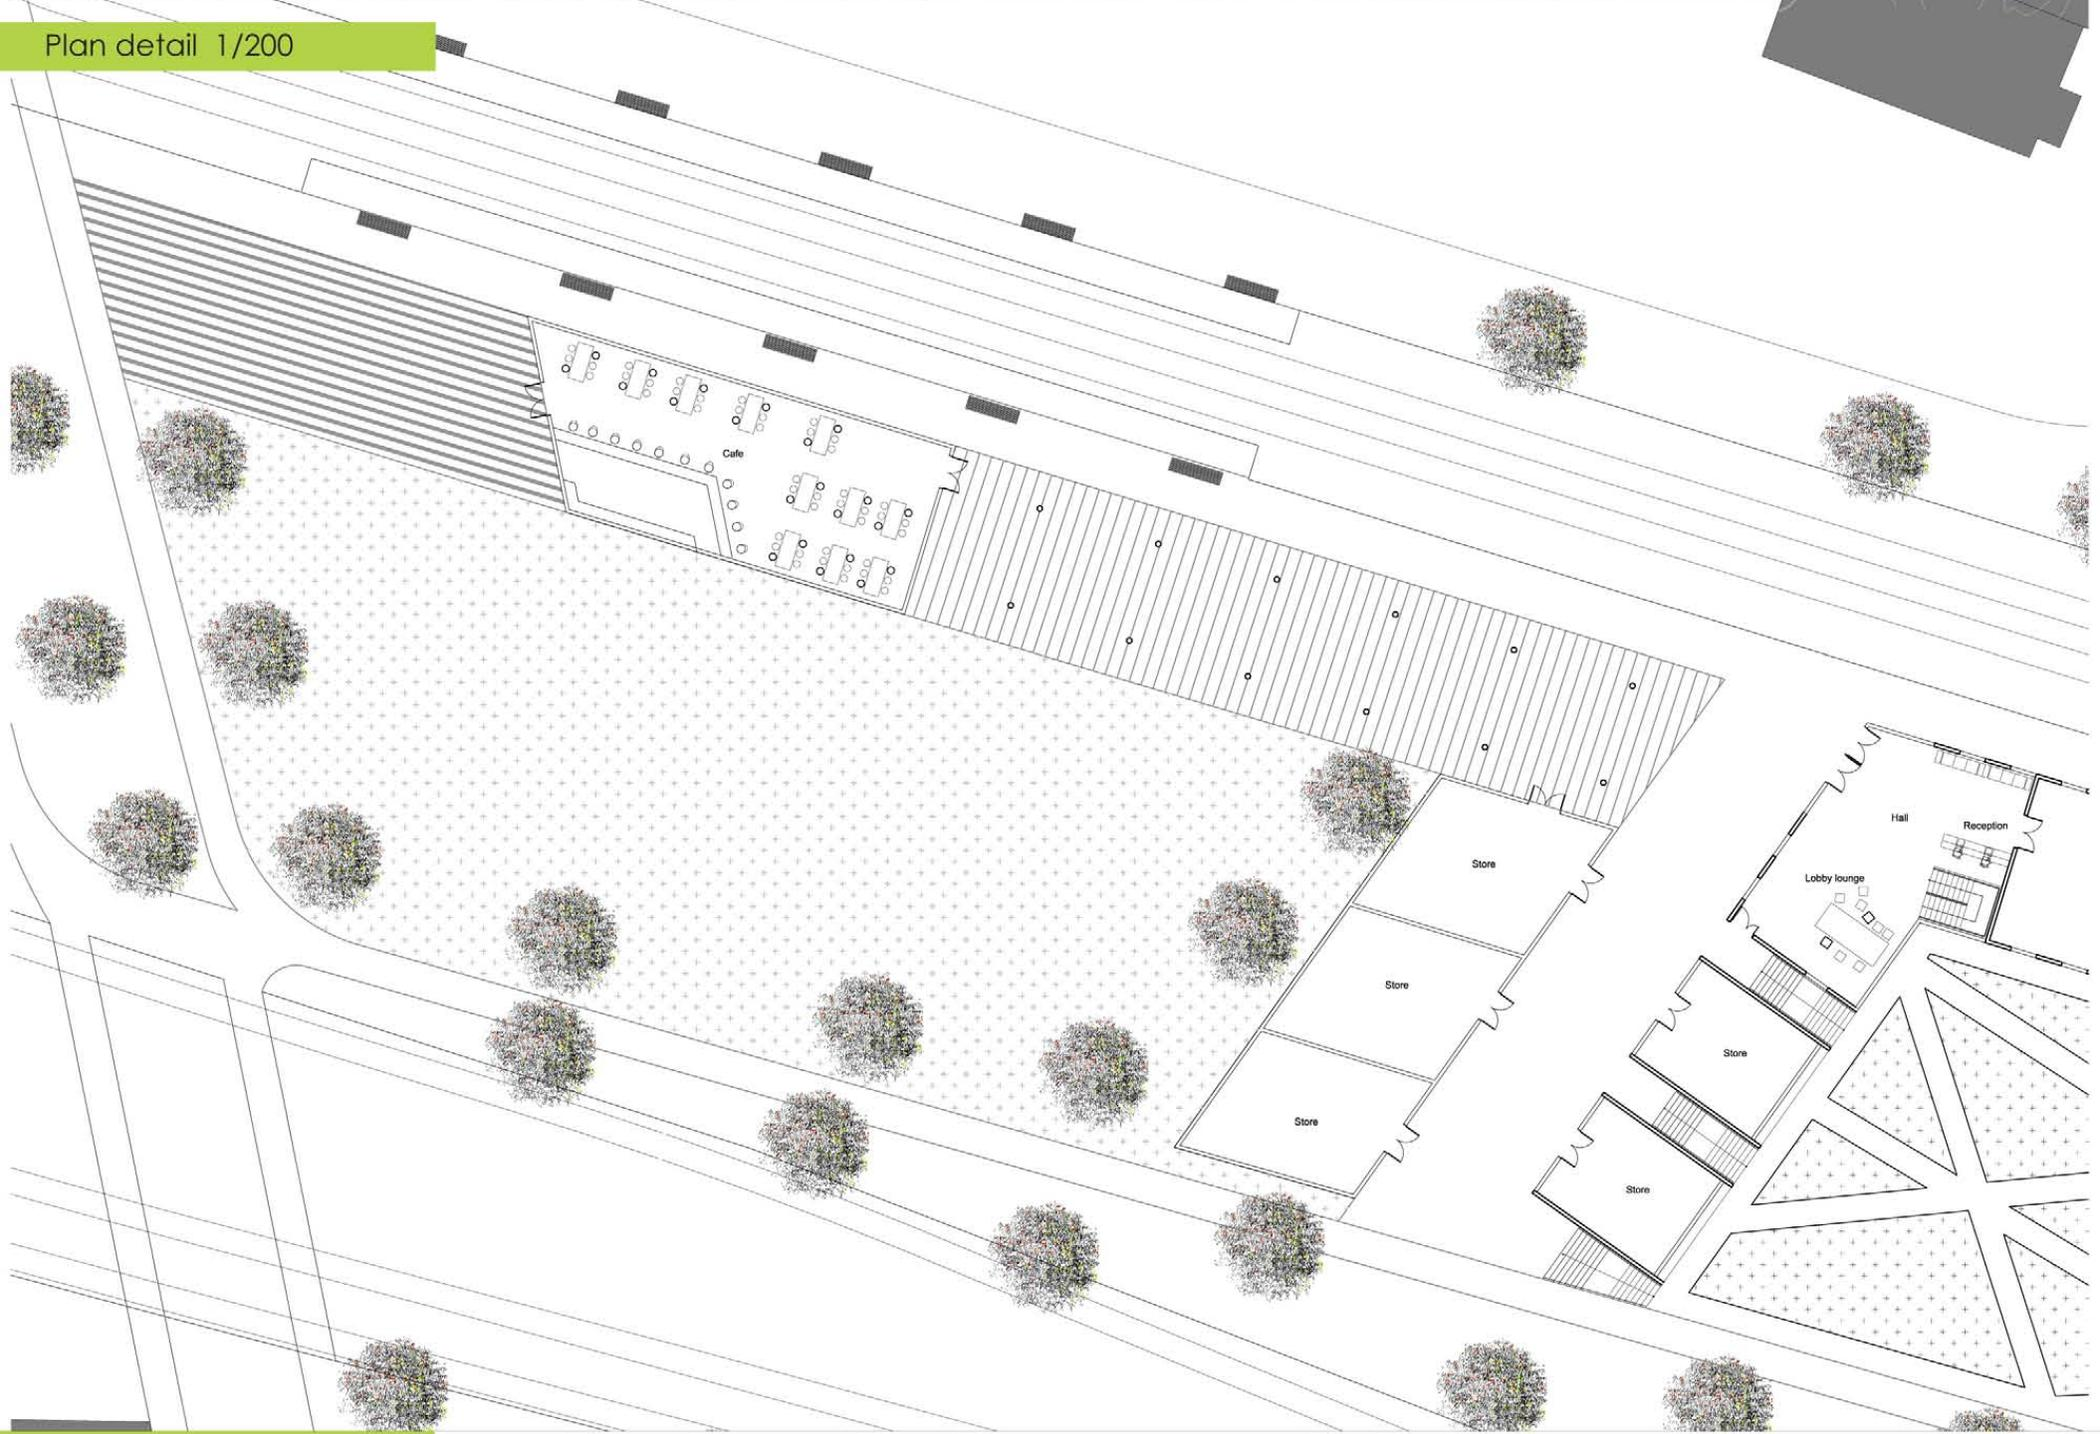 Plan detail 1/200
Cafe
Hall
Reception
Store
Lobby lounge
Store
Store
Store
Store